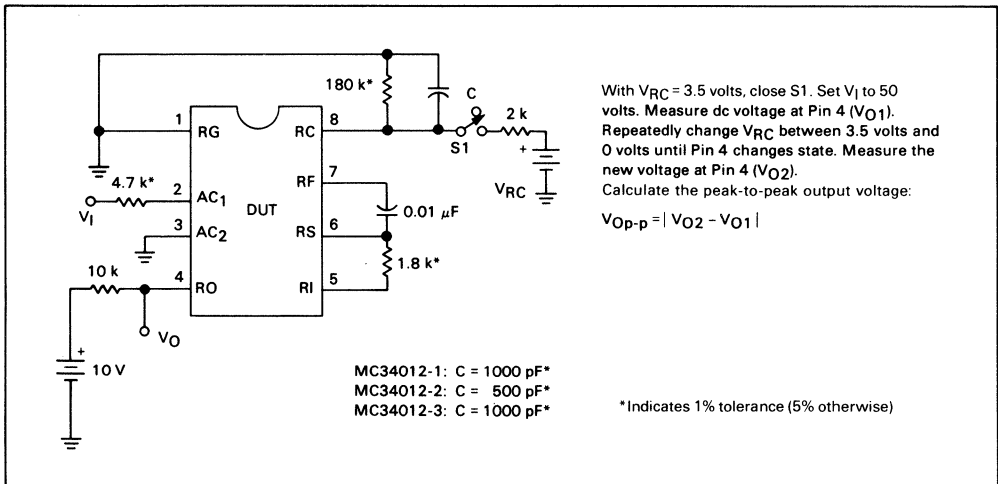 180 k*
C
2 k
1
RG
RC
8
S1
+
VRC
4.7 k*
2
AC1
VI
DUT
RF
7
0.01 μF
3
AC2
RS
6
1.8 k*
10 k
4
RO
RI
5
VO
+
10 V
With VRC = 3.5 volts, close S1. Set VI to 50
volts. Measure dc voltage at Pin 4 (VO1).
Repeatedly change VRC between 3.5 volts and
0 volts until Pin 4 changes state. Measure the
new voltage at Pin 4 (VO2).
Calculate the peak-to-peak output voltage:
VOp-p = | VO2 – VO1 |
MC34012-1: C = 1000 pF*
MC34012-2: C = 500 pF*
MC34012-3: C = 1000 pF*
*Indicates 1% tolerance (5% otherwise)